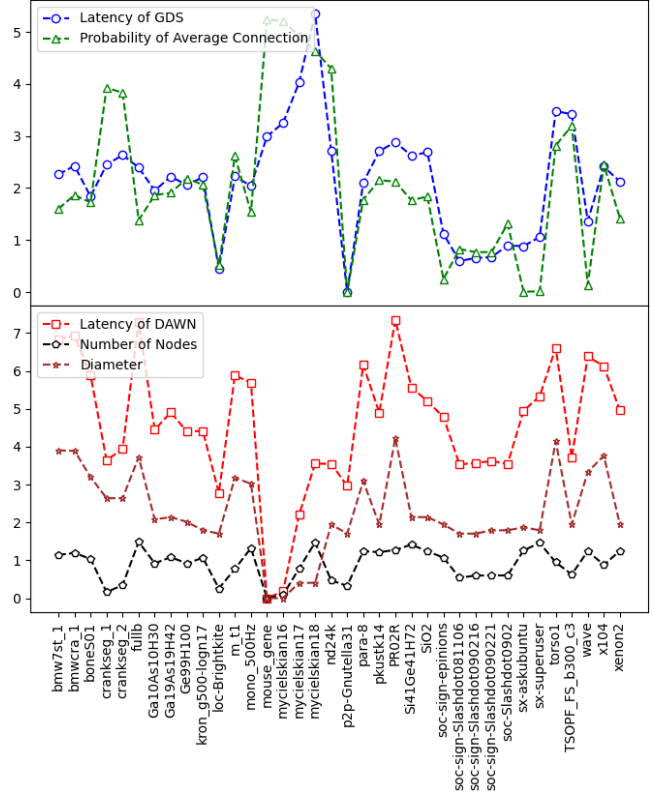 5
4
3
2
1
0
Latency of GDS
Probability of Average Connection
7
6
5
4
3
2
1
0
Latency of DAWN
Number of Nodes
Diameter
bmw7st_1
bmwcra_1
boneS01
crankseg_1
crankseg_2
fullb
Ga10As10H30
Ga19As19H42
Ge99H100
kron_g500-logn17
loc-Brightkite
m_t1
mono_500Hz
mouse_gene
mycielskian16
mycielskian17
mycielskian18
nd24k
p2p-Gnutella31
para-8
pkustk14
PR02R
Si41Ge41H72
SiO2
soc-sign-epinions
soc-sign-Slashdot081106
soc-sign-Slashdot090216
soc-sign-Slashdot090221
soc-Slashdot0902
sx-askubuntu
sx-superuser
torso1
TSOPF_FS_b300_c3
wave
x104
xenon2